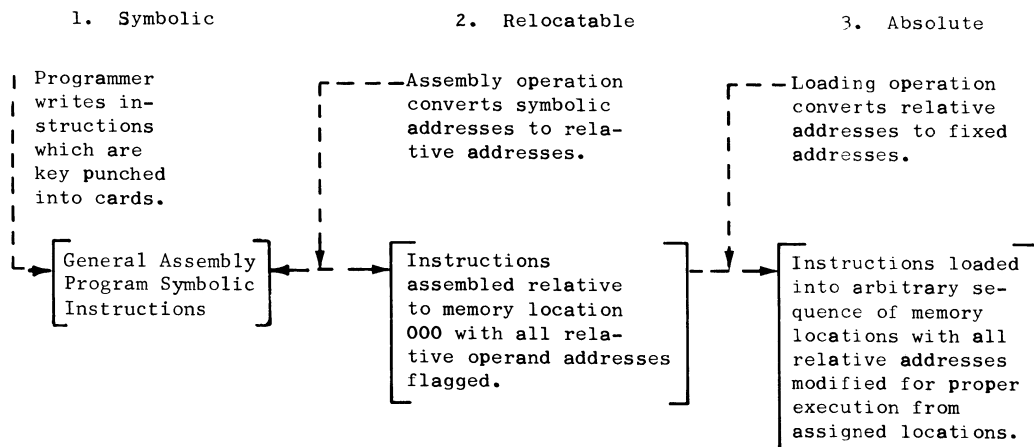 1. Symbolic
2. Relocatable
3. Absolute
Programmer
writes in-
structions
which are
key punched
into cards.
Assembly operation
converts symbolic
addresses to rela-
tive addresses.
Loading operation
converts relative
addresses to fixed
addresses.
General Assembly
Program Symbolic
Instructions
Instructions
assembled relative
to memory location
000 with all rela-
tive operand addresses
flagged.
Instructions loaded
into arbitrary se-
quence of memory
locations with all
relative addresses
modified for proper
execution from
assigned locations.